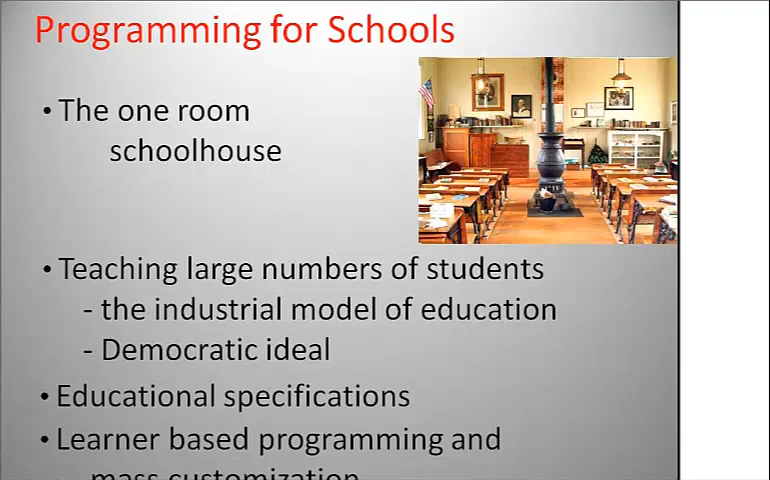 Programming for Schools
• The one room
schoolhouse
• Teaching large numbers of students
- the industrial model of education
- Democratic ideal
• Educational specifications
• Learner based programming and
mass customization